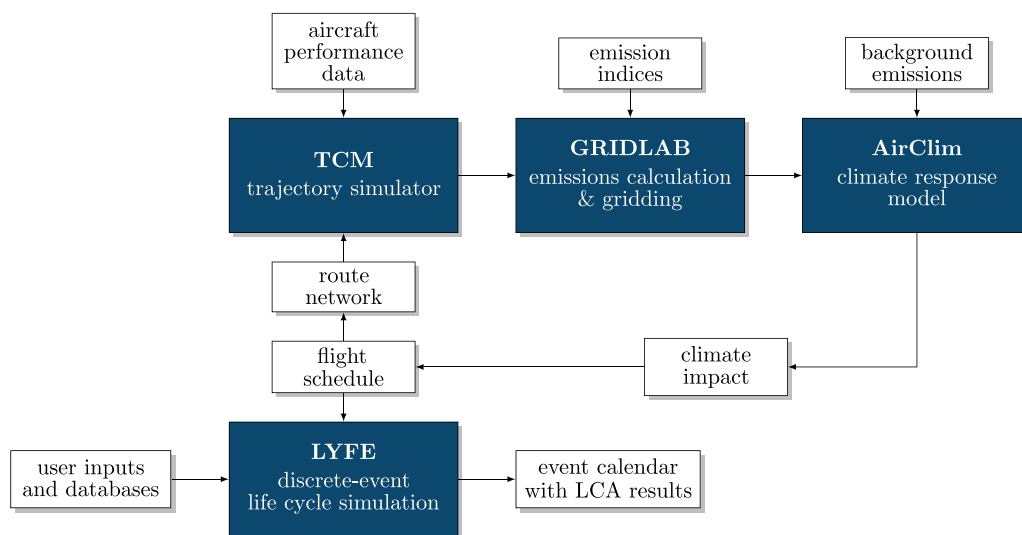 aircraft
performance
data
emission
indices
background
emissions
TCM
trajectory simulator
GRIDLAB
emissions calculation
& gridding
AirClim
climate response
model
route
network
flight
schedule
climate
impact
user inputs
and databases
LYFE
discrete-event
life cycle simulation
event calendar
with LCA results